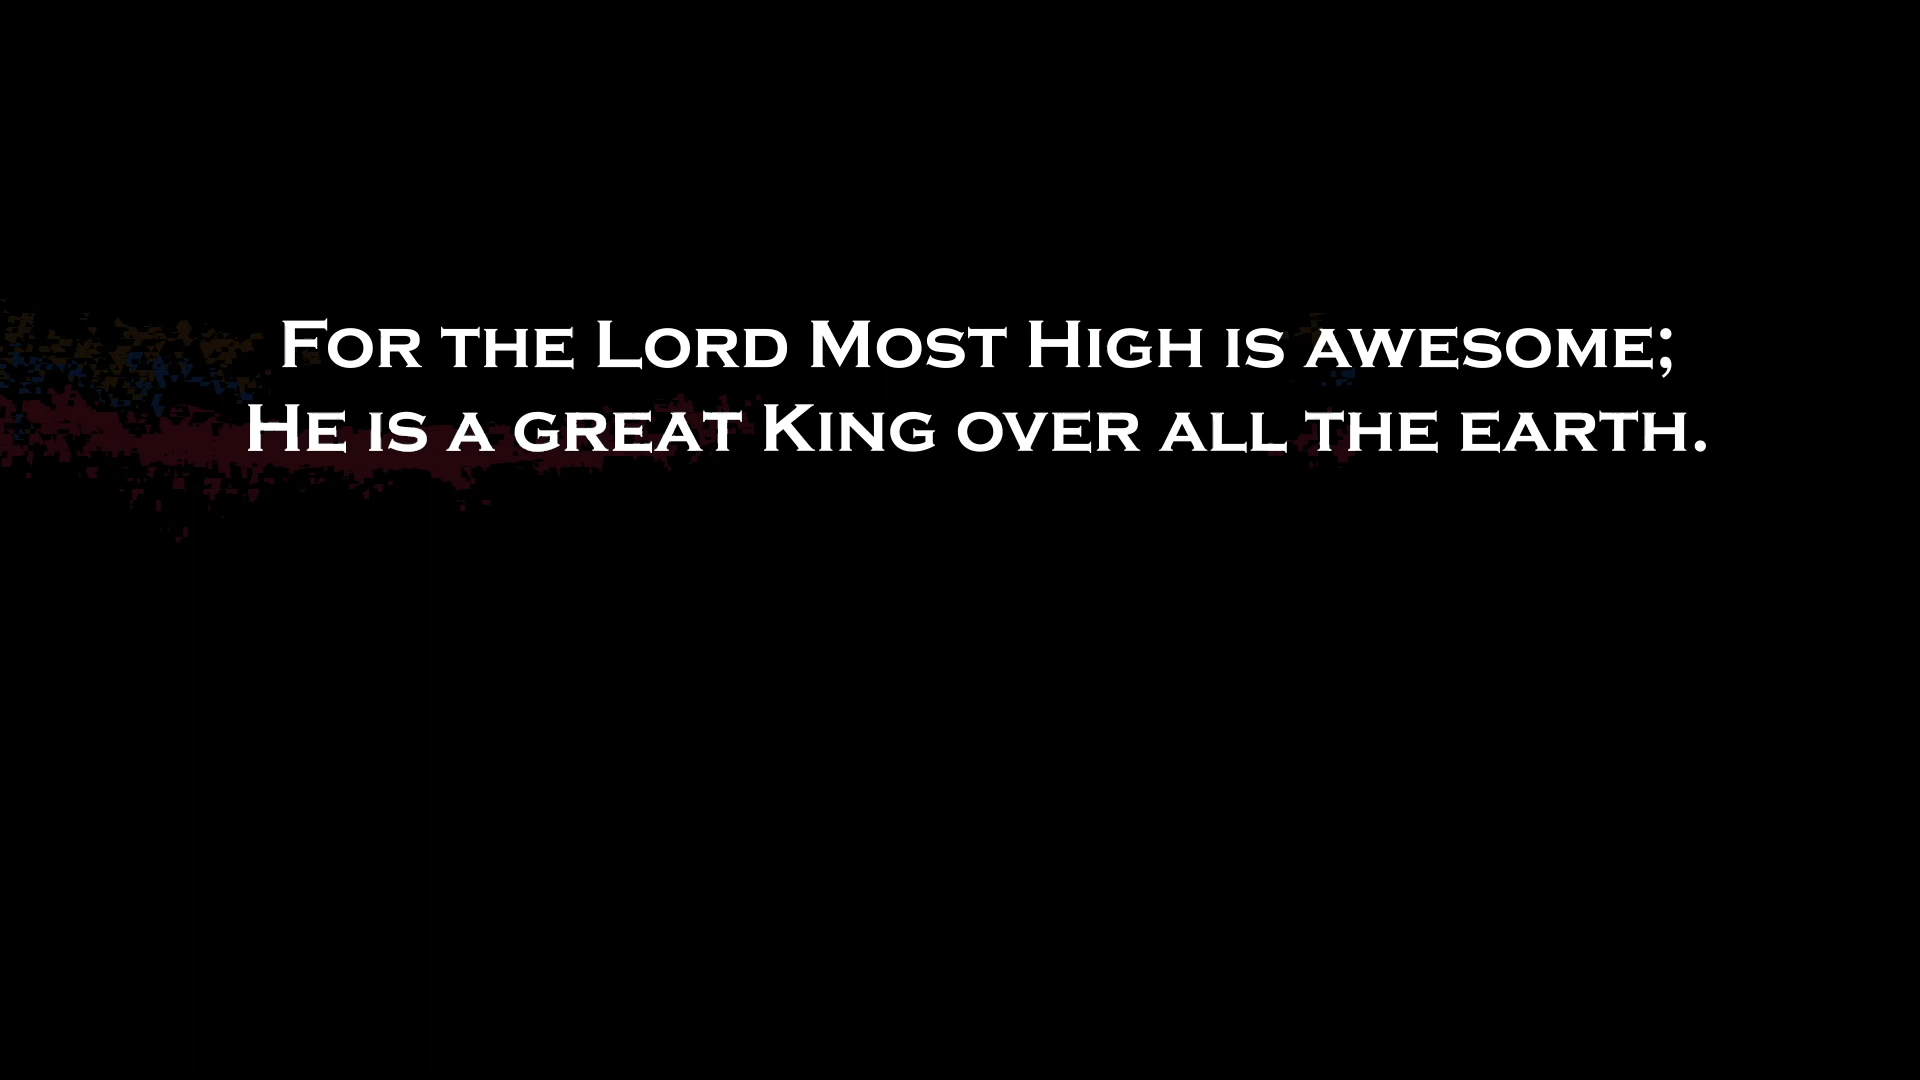 For the Lord Most High is awesome;
He is a great King over all the earth.